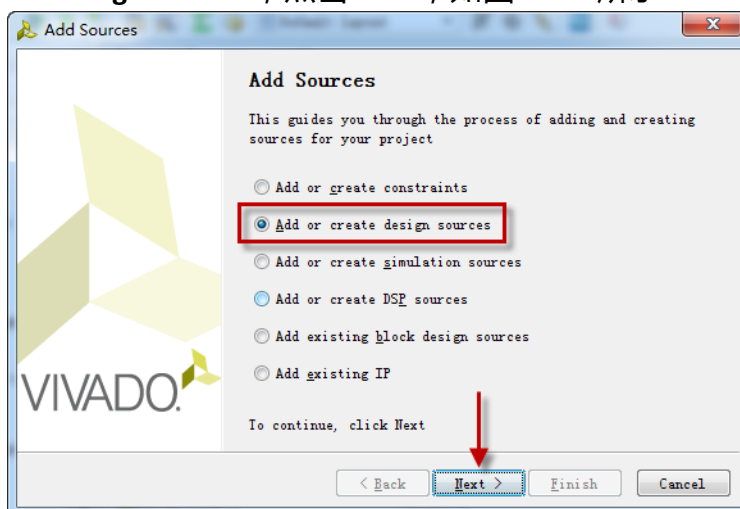 Add Sources
Add Sources
This guides you through the process of adding and creating
sources for your project
Add or create constraints
Add or create design sources
Add or create simulation sources
Add or create DSP sources
Add existing block design sources
Add existing IP
VIVADO.
To continue, click Next
< Back
Next >
Finish
Cancel